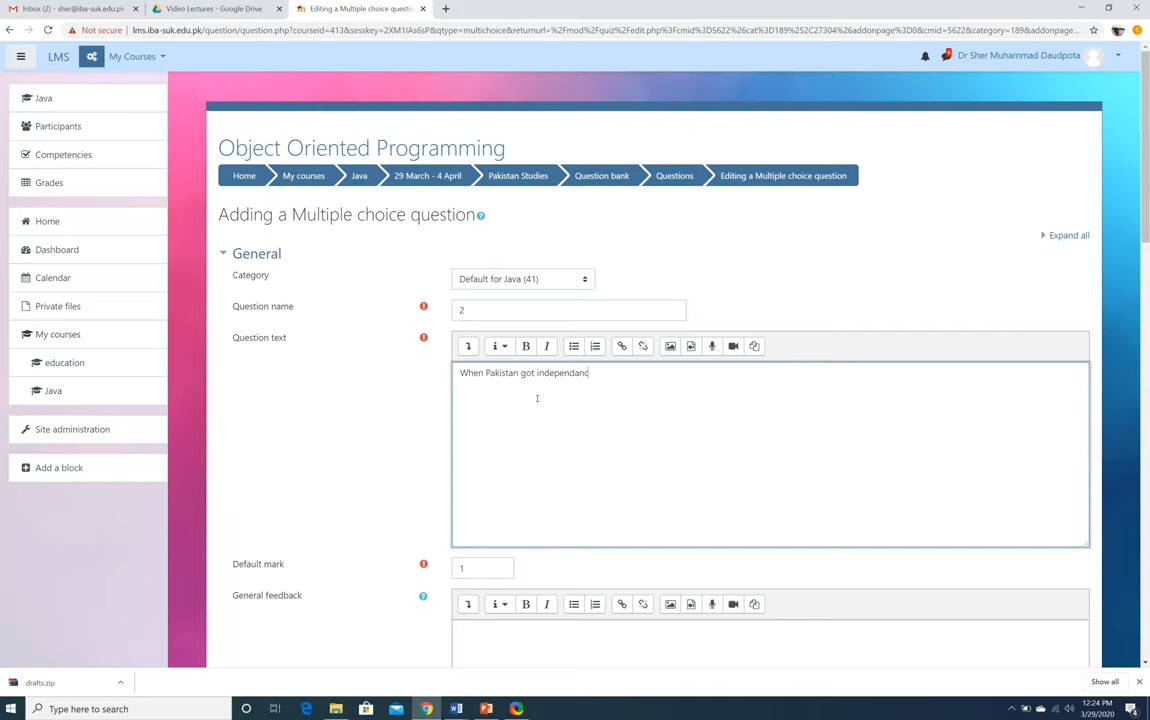 Inbox (2) - sher@iba-suk.edu.p
Video Lectures - Google Drive
Editing a Multiple choice question
Not secure | lms.iba-suk.edu.pk/question/question.php?courseid=413&sesskey=2XM1IAs6sP&qtype=multichoice&returnurl=%2Fmod%2Fquiz%2Fedit.php%3Fcmid%3D5622%26cat%3D189%252C27304%26addonpage%3D0&cmid=5622&category=189&addonpage
LMS
My Courses
6
Dr Sher Muhammad Daudpota
Java
Participants
Competencies
Grades
Home
Dashboard
Calendar
Private files
My courses
education
Java
Site administration
Add a block
Object Oriented Programming
Home
My courses
Java
29 March - 4 April
Pakistan Studies
Question bank
Questions
Editing a Multiple choice question
Adding a Multiple choice question
Expand all
General
Category
Default for Java (41)
Question name
2
Question text
When Pakistan got independanc
Default mark
1
General feedback
drafts.zip
Show all
Type here to search
12:24 PM
3/29/2020
4